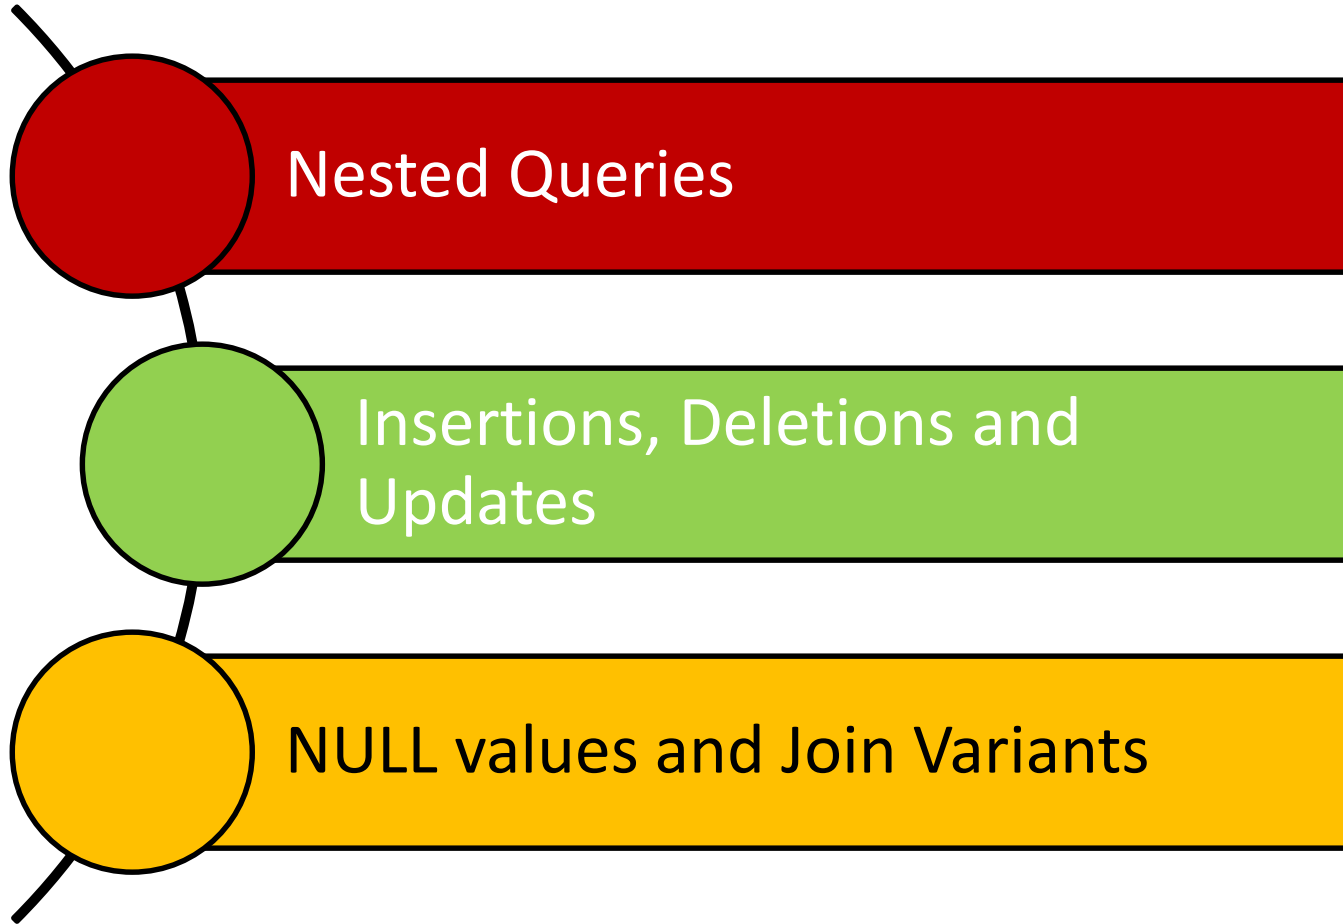 Nested Queries
Insertions, Deletions and
Updates
NULL values and Join Variants